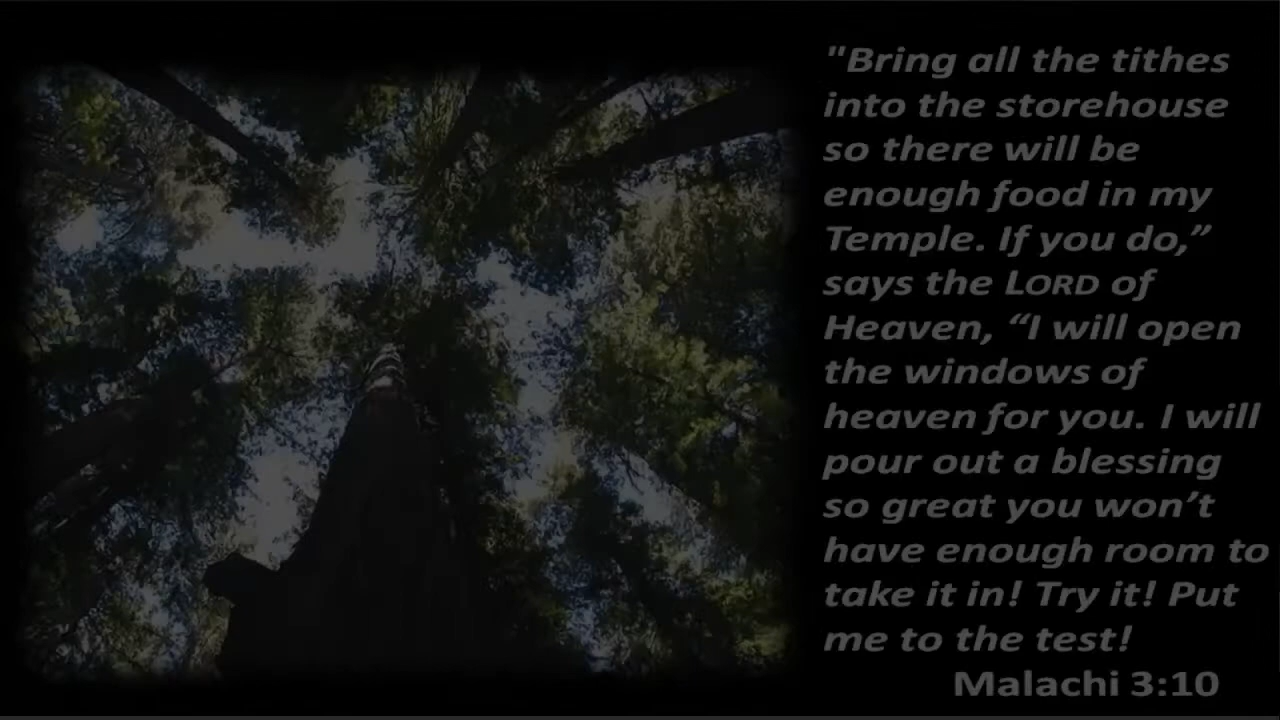 "Bring all the tithes
into the storehouse
so there will be
enough food in my
Temple. If you do,”
says the LORD of
Heaven, “I will open
the windows of
heaven for you. I will
pour out a blessing
so great you won’t
have enough room to
take it in! Try it! Put
me to the test!
Malachi 3:10